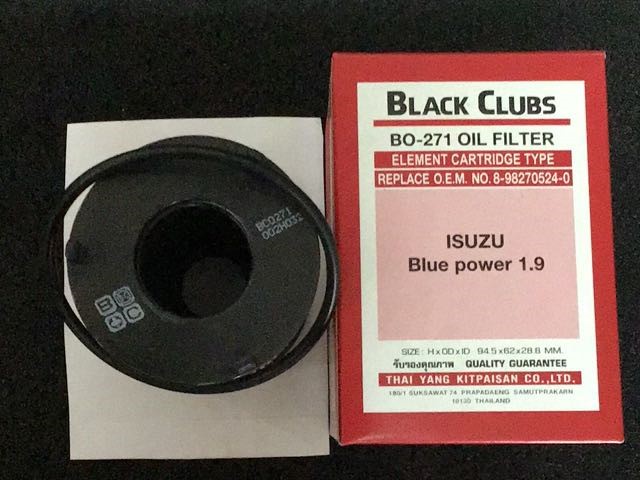 BLACK CLUBS
BO-271 OIL FILTER
ELEMENT CARTRIDGE TYPE
REPLACE O.E.M. NO. 8-98270524-0
ISUZU
Blue power 1.9
SIZE : H x OD x ID 94.5 x 62 x 28.6 MM.
รับรองคุณภาพ QUALITY GUARANTEE
THAI YANG KITPAISAN CO., LTD.
180/1 SUKSAWAT 74 PRAPADAENG SAMUTPRAKARN
10130 THAILAND
BC0271
002H032